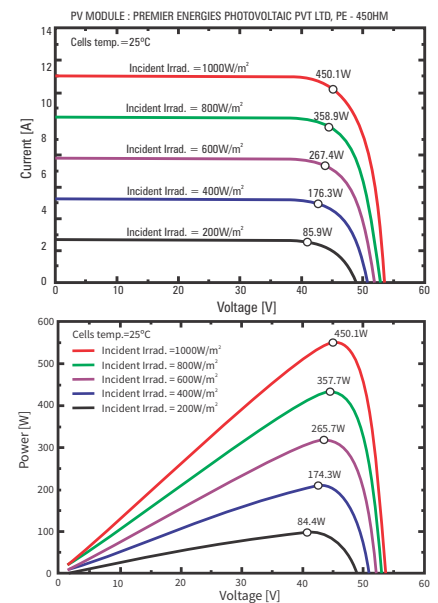 PV MODULE : PREMIER ENERGIES PHOTOVOLTAIC PVT LTD, PE - 450HM
14
12
10
8
6
4
2
0
Current [A]
Cells temp.=25ºC
Incident Irrad. =1000W/m²
450.1W
Incident Irrad. = 800W/m²
358.9W
Incident Irrad. = 600W/m²
267.4W
Incident Irrad. = 400W/m²
176.3W
Incident Irrad. = 200W/m²
85.9W
0 10 20 30 40 50 60
Voltage [V]
600
500
400
300
200
100
0
Power [W]
Cells temp.=25ºC
Incident Irrad. =1000W/m²
Incident Irrad. = 800W/m²
Incident Irrad. = 600W/m²
Incident Irrad. = 400W/m²
Incident Irrad. = 200W/m²
450.1W
357.7W
265.7W
174.3W
84.4W
0 10 20 30 40 50 60
Voltage [V]